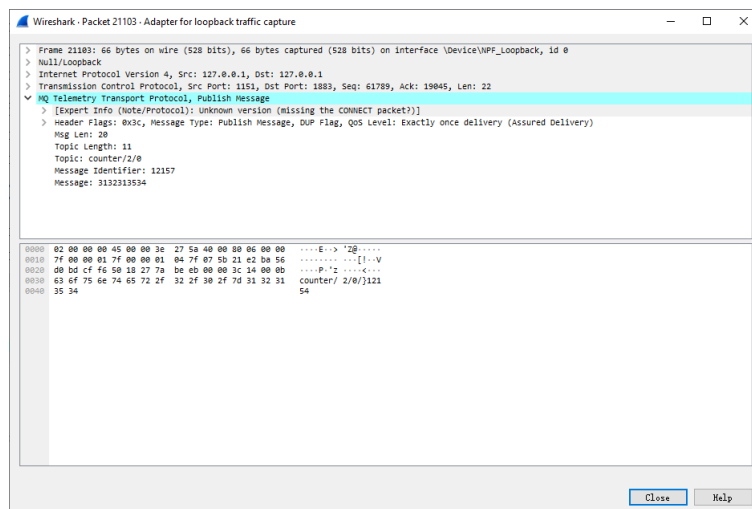 Wireshark · Packet 21103 · Adapter for loopback traffic capture
Frame 21103: 66 bytes on wire (528 bits), 66 bytes captured (528 bits) on interface \Device\NPF_Loopback, id 0
Null/Loopback
Internet Protocol Version 4, Src: 127.0.0.1, Dst: 127.0.0.1
Transmission Control Protocol, Src Port: 1151, Dst Port: 1883, Seq: 61789, Ack: 19045, Len: 22
MQ Telemetry Transport Protocol, Publish Message
[Expert Info (Note/Protocol): Unknown version (missing the CONNECT packet?)]
Header Flags: 0x3c, Message Type: Publish Message, DUP Flag, QoS Level: Exactly once delivery (Assured Delivery)
Msg Len: 20
Topic Length: 11
Topic: counter/2/0
Message Identifier: 12157
Message: 3132313534
0000 02 00 00 00 45 00 00 3e 27 5a 40 00 80 06 00 00 ····E··> 'Z@·····
0010 7f 00 00 01 7f 00 00 01 04 7f 07 5b 21 e2 ba 56 ········ ···[!··V
0020 d0 bd cf f6 50 18 27 7a be eb 00 00 3c 14 00 0b ····P·'z ····<···
0030 63 6f 75 6e 74 65 72 2f 32 2f 30 2f 7d 31 32 31 counter/ 2/0/}121
0040 35 34 54
Close Help